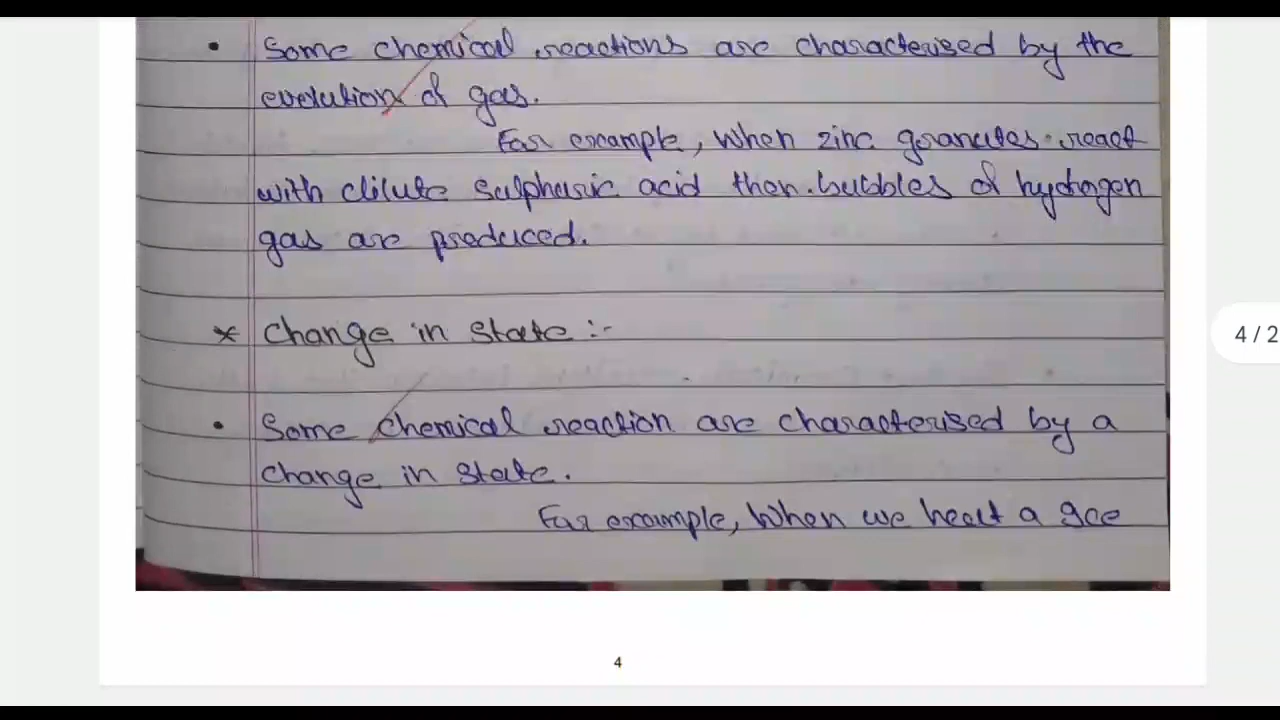 • Some chemical reactions are characterised by the
evolution of gas.
For example, When zinc granules react
with dilute sulphuric acid then bubbles of hydrogen
gas are produced.
* Change in State :-
• Some chemical reaction are characterised by a
change in state.
For example, When we heat a Ice
4 / 2
4